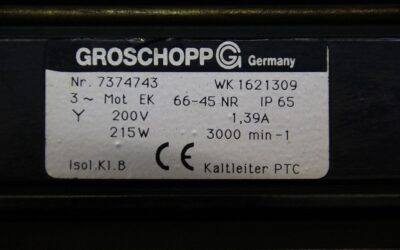 GROSCHOPP G Germany
Nr. 7374743 WK 1621309
3 ~ Mot EK 66-45 NR IP 65
Y 200V 1,39A
215W 3000 min-1
Isol.Kl.B CE Kaltleiter PTC